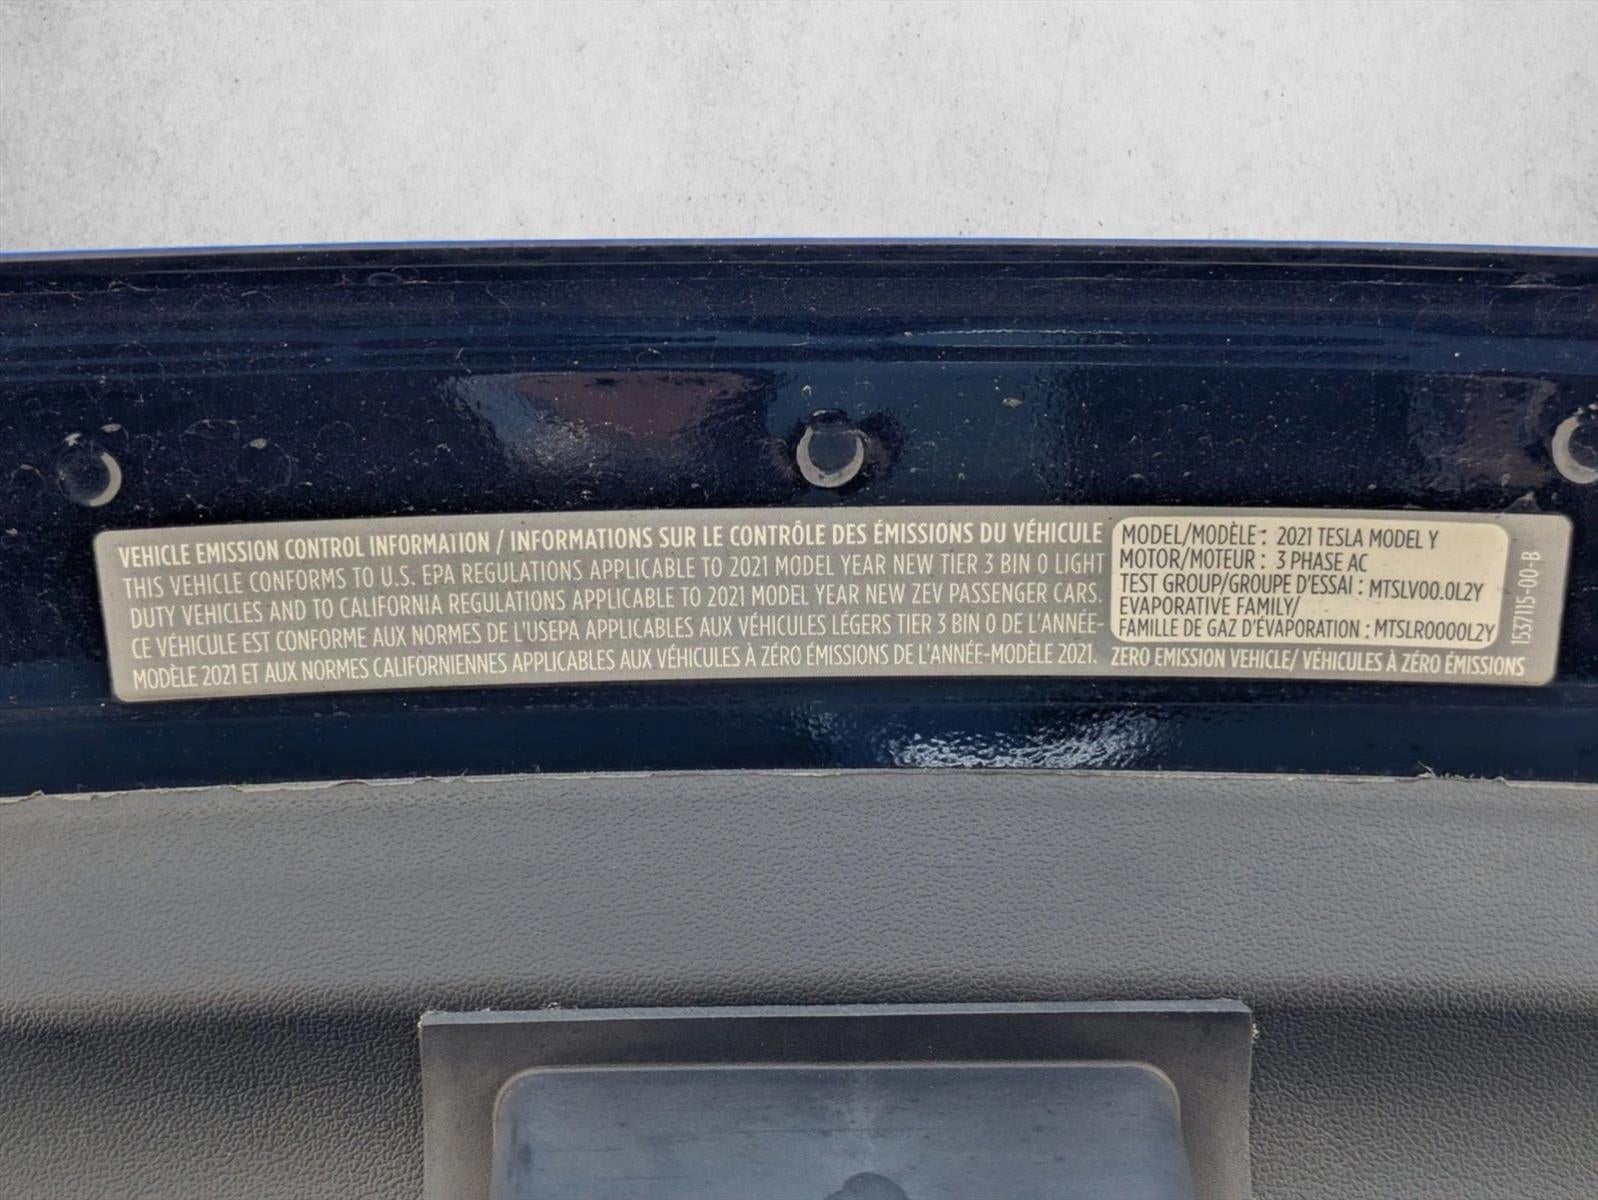 VEHICLE EMISSION CONTROL INFORMATION / INFORMATIONS SUR LE CONTRÔLE DES ÉMISSIONS DU VÉHICULE
THIS VEHICLE CONFORMS TO U.S. EPA REGULATIONS APPLICABLE TO 2021 MODEL YEAR NEW TIER 3 BIN 0 LIGHT
DUTY VEHICLES AND TO CALIFORNIA REGULATIONS APPLICABLE TO 2021 MODEL YEAR NEW ZEV PASSENGER CARS.
CE VÉHICULE EST CONFORME AUX NORMES DE L'USEPA APPLICABLES AUX VÉHICULES LÉGERS TIER 3 BIN 0 DE L'ANNÉE-
MODÈLE 2021 ET AUX NORMES CALIFORNIENNES APPLICABLES AUX VÉHICULES À ZÉRO ÉMISSIONS DE L'ANNÉE-MODÈLE 2021.
MODEL/MODÈLE : 2021 TESLA MODEL Y
MOTOR/MOTEUR : 3 PHASE AC
TEST GROUP/GROUPE D'ESSAI : MTSLV00.0L2Y
EVAPORATIVE FAMILY/
FAMILLE DE GAZ D'ÉVAPORATION : MTSLR0000L2Y
ZERO EMISSION VEHICLE/ VÉHICULES À ZÉRO ÉMISSIONS
1537115-00-B